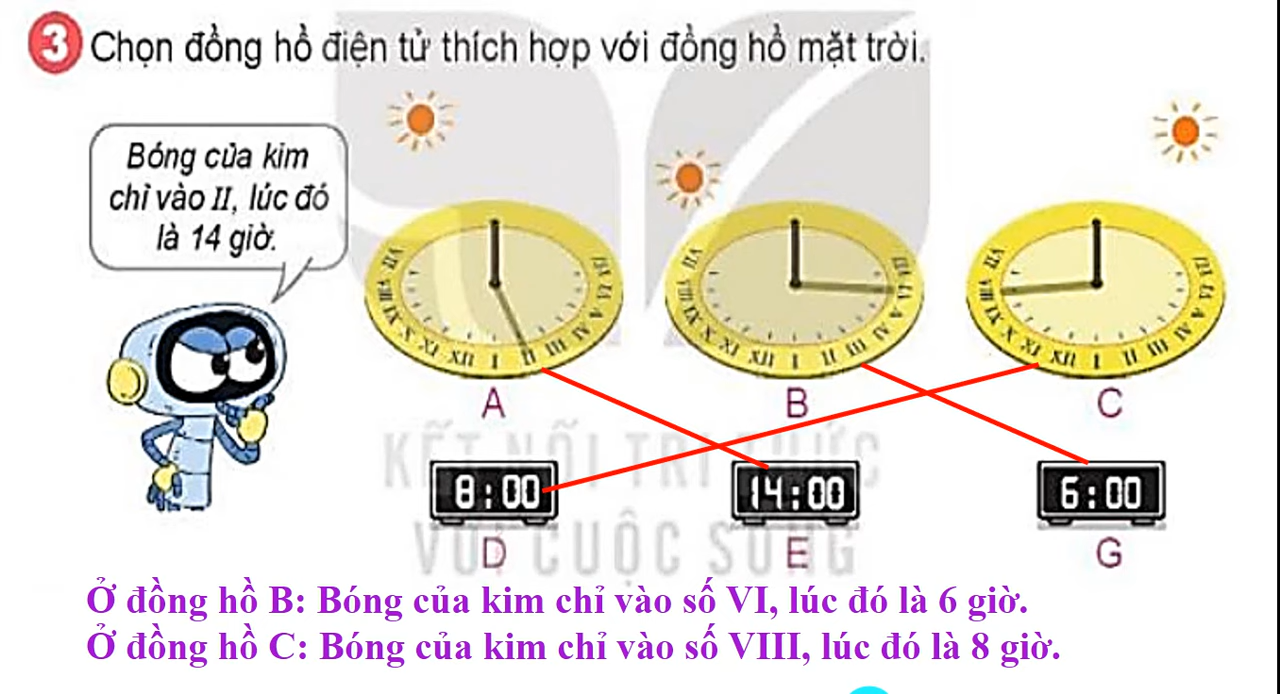 3 Chọn đồng hồ điện tử thích hợp với đồng hồ mặt trời.
Bóng của kim
chỉ vào II, lúc đó
là 14 giờ.
A B C
KẾT NỐI TRI THỨC
8:00 14:00 6:00
VỚI CUỘC SỐNG
D E G
Ở đồng hồ B: Bóng của kim chỉ vào số VI, lúc đó là 6 giờ.
Ở đồng hồ C: Bóng của kim chỉ vào số VIII, lúc đó là 8 giờ.